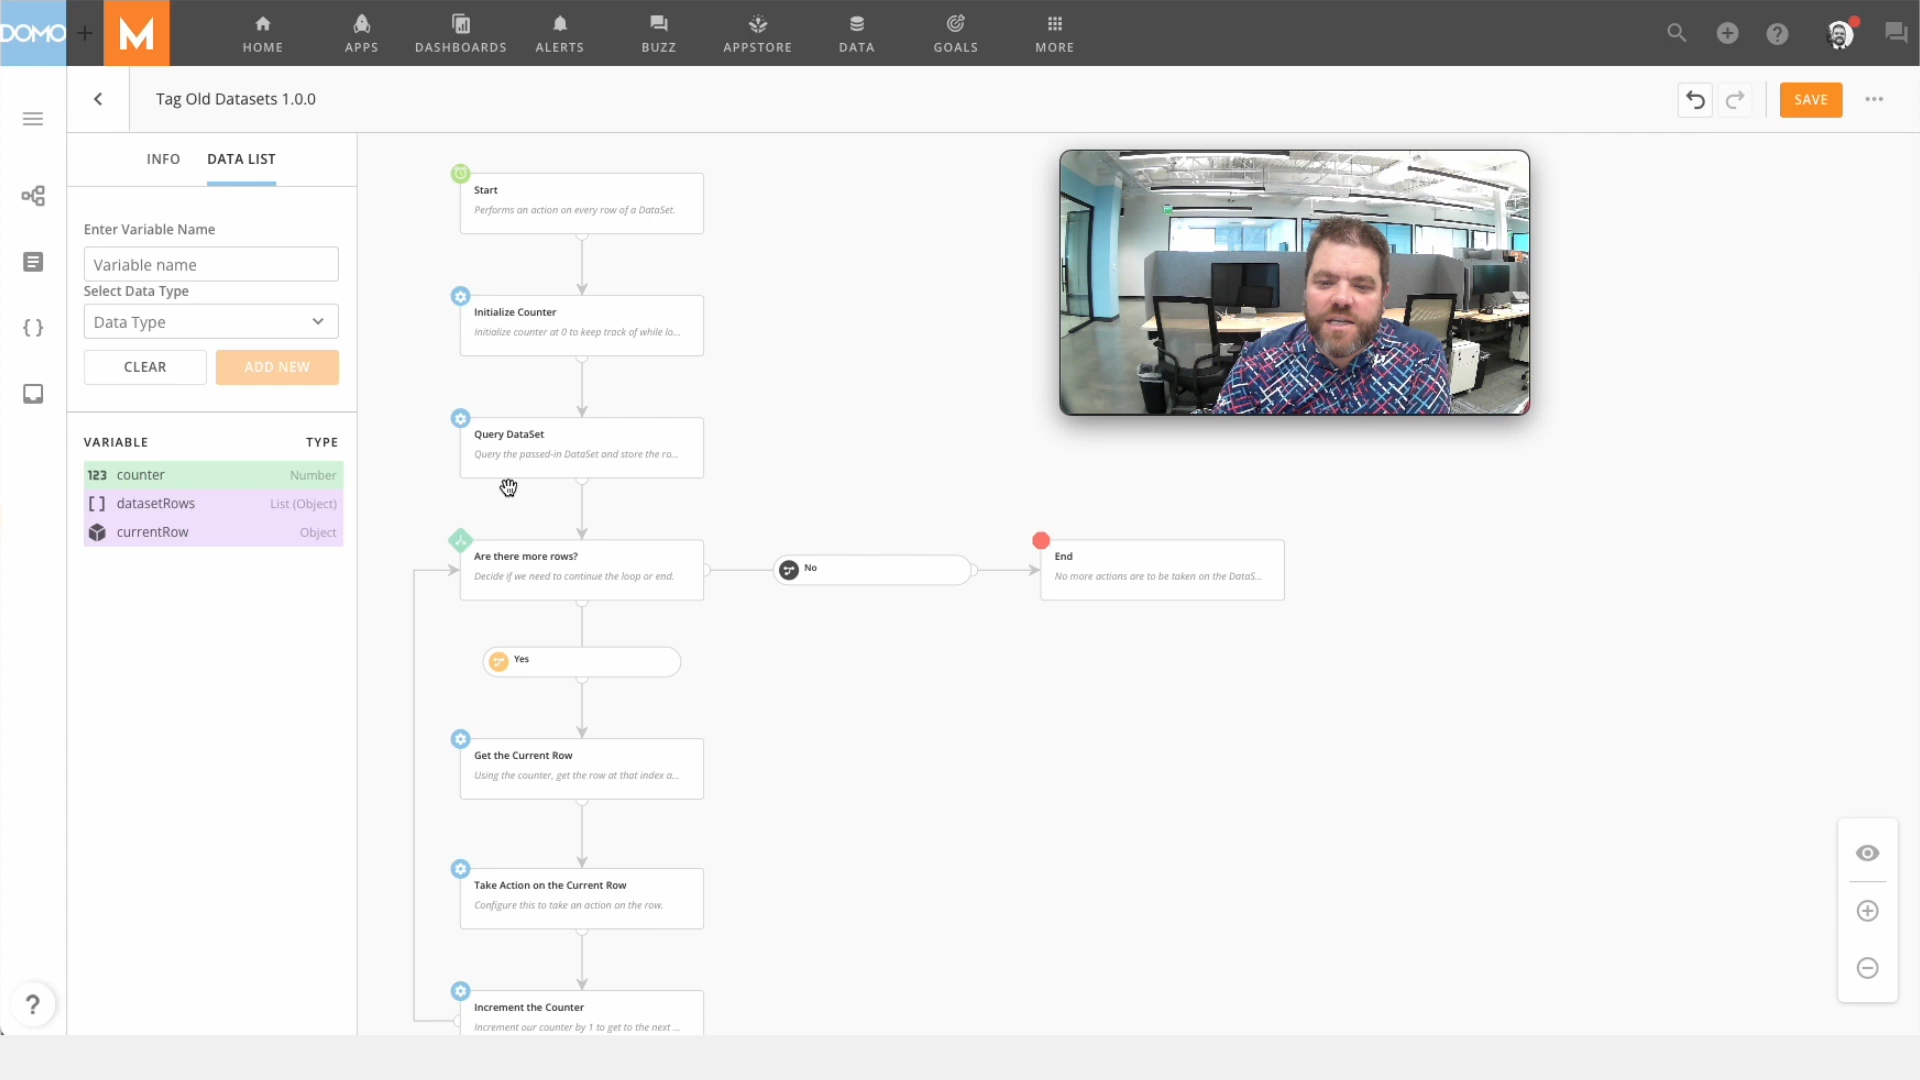 DOMO
M
HOME
APPS
DASHBOARDS
ALERTS
BUZZ
APPSTORE
DATA
GOALS
MORE
Tag Old Datasets 1.0.0
SAVE
INFO
DATA LIST
Enter Variable Name
Variable name
Select Data Type
Data Type
CLEAR
ADD NEW
VARIABLE TYPE
123 counter Number
[ ] datasetRows List (Object)
currentRow Object
?
Start
Performs an action on every row of a DataSet.
Initialize Counter
Initialize counter at 0 to keep track of while lo...
Query DataSet
Query the passed-in DataSet and store the ro...
Are there more rows?
Decide if we need to continue the loop or end.
No
End
No more actions are to be taken on the DataS...
Yes
Get the Current Row
Using the counter, get the row at that index a...
Take Action on the Current Row
Configure this to take an action on the row.
Increment the Counter
Increment our counter by 1 to get to the next ...